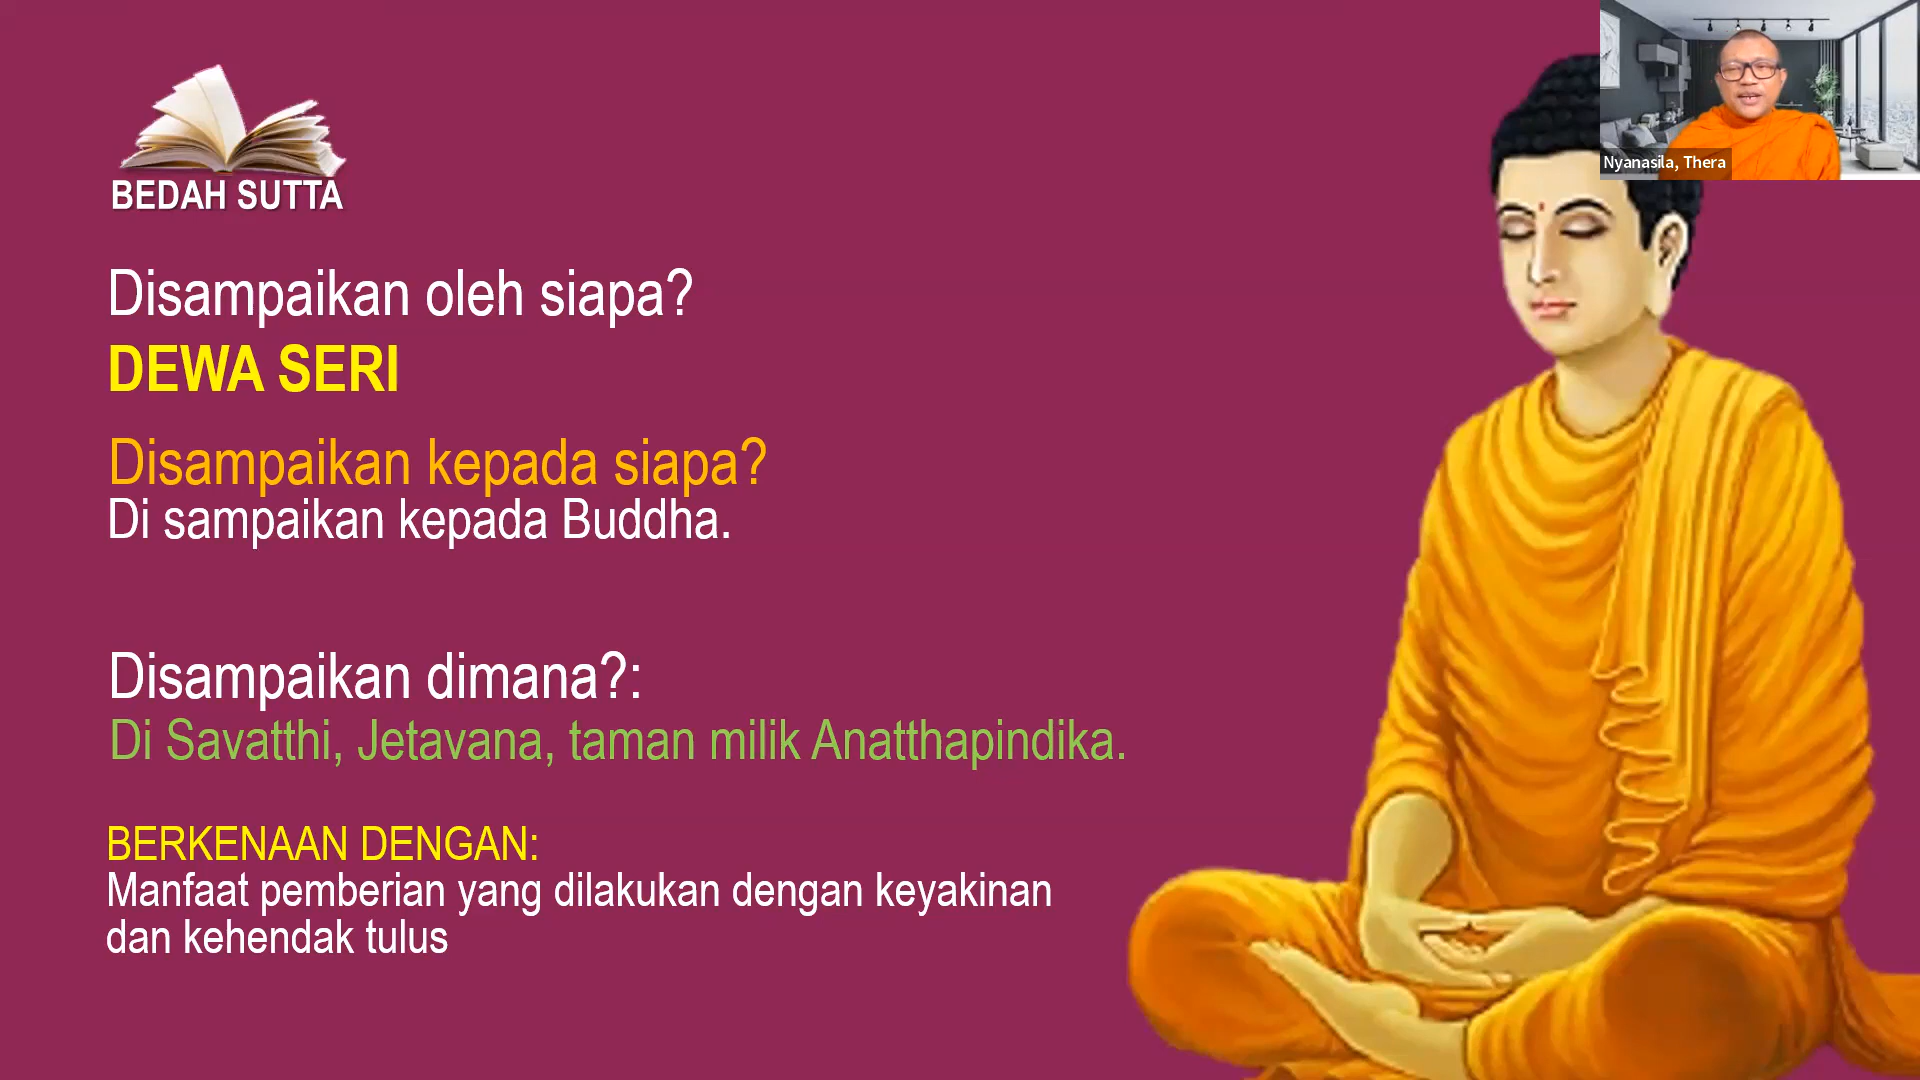 Nyanasila, Thera
BEDAH SUTTA
Disampaikan oleh siapa?
DEWA SERI
Disampaikan kepada siapa?
Di sampaikan kepada Buddha.
Disampaikan dimana?:
Di Savatthi, Jetavana, taman milik Anatthapindika.
BERKENAAN DENGAN:
Manfaat pemberian yang dilakukan dengan keyakinan
dan kehendak tulus